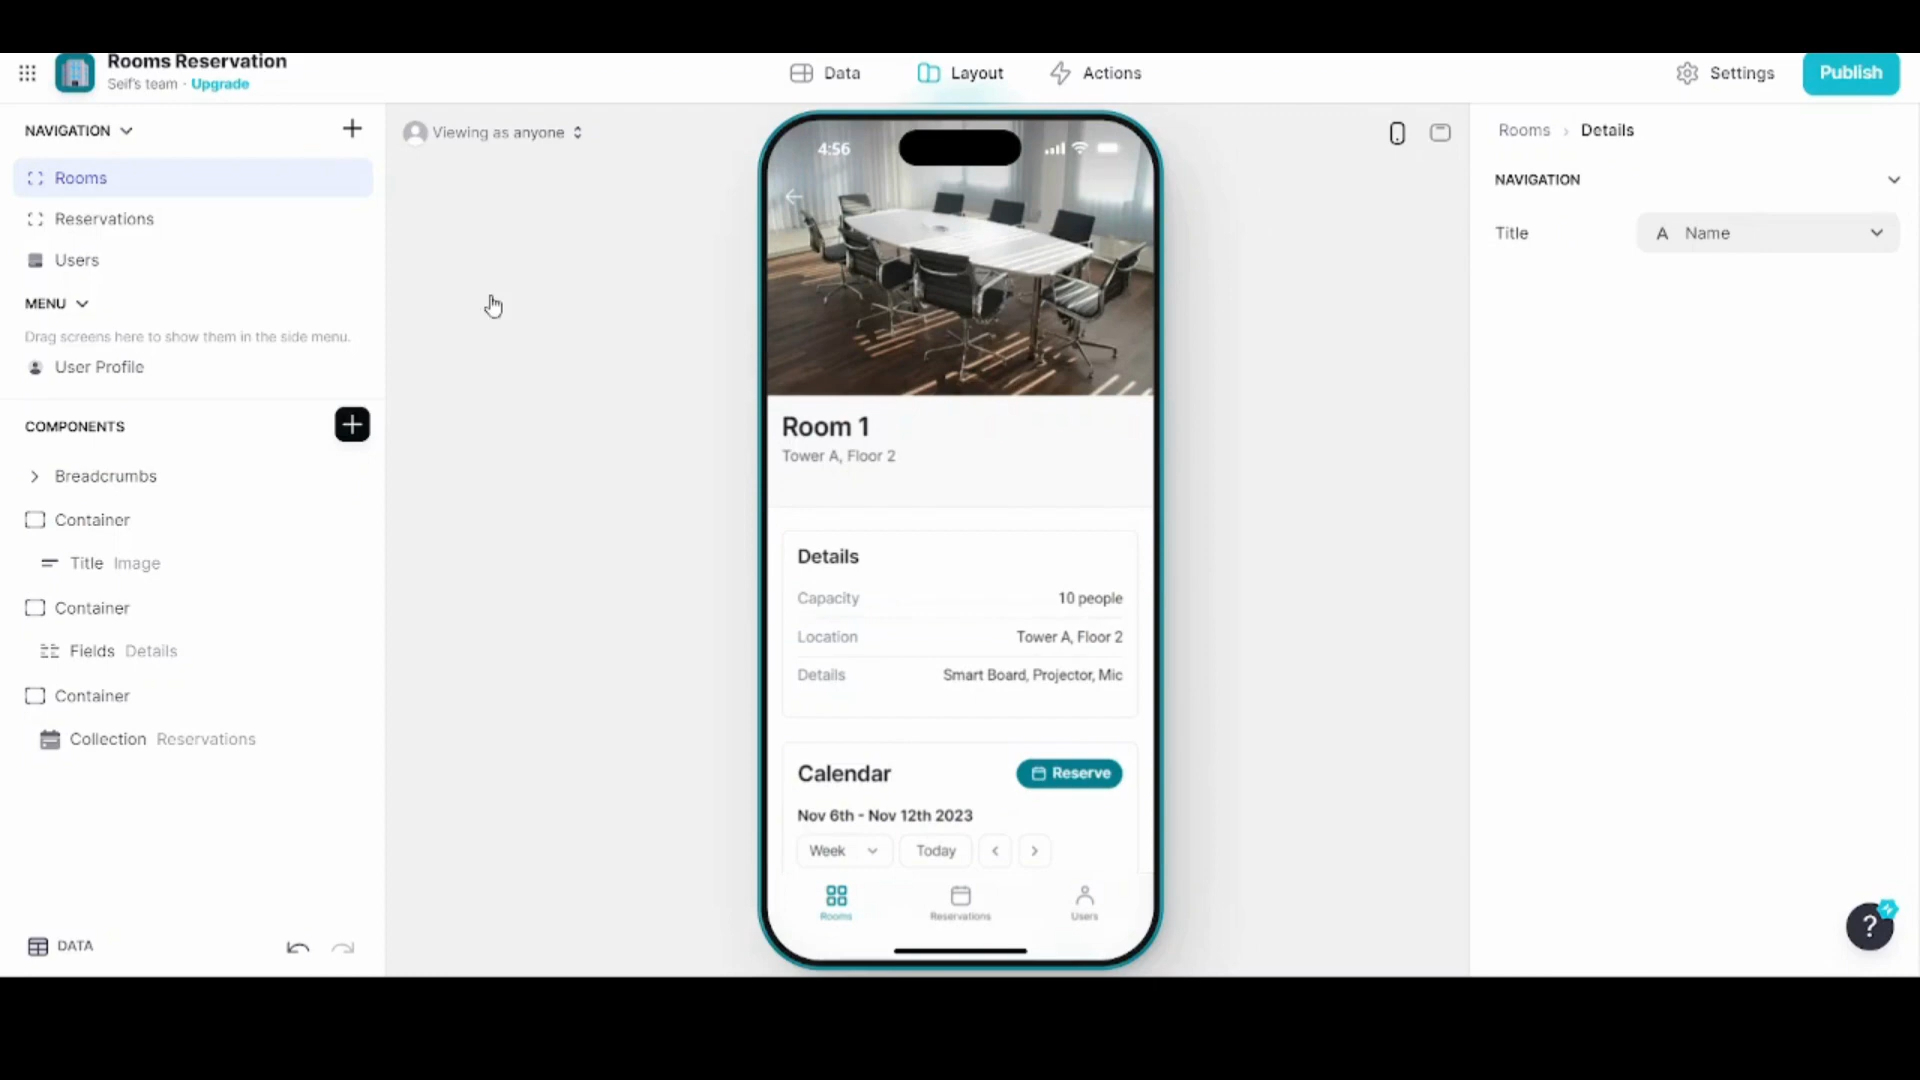 Rooms Reservation
Seif's team · Upgrade
Data
Layout
Actions
Settings
Publish
NAVIGATION
Rooms
Reservations
Users
MENU
Drag screens here to show them in the side menu.
User Profile
COMPONENTS
Breadcrumbs
Container
Title Image
Container
Fields Details
Container
Collection Reservations
DATA
Viewing as anyone
4:56
Room 1
Tower A, Floor 2
Details
Capacity 10 people
Location Tower A, Floor 2
Details Smart Board, Projector, Mic
Calendar Reserve
Nov 6th - Nov 12th 2023
Week Today
Rooms Reservations Users
Rooms › Details
NAVIGATION
Title A Name
?